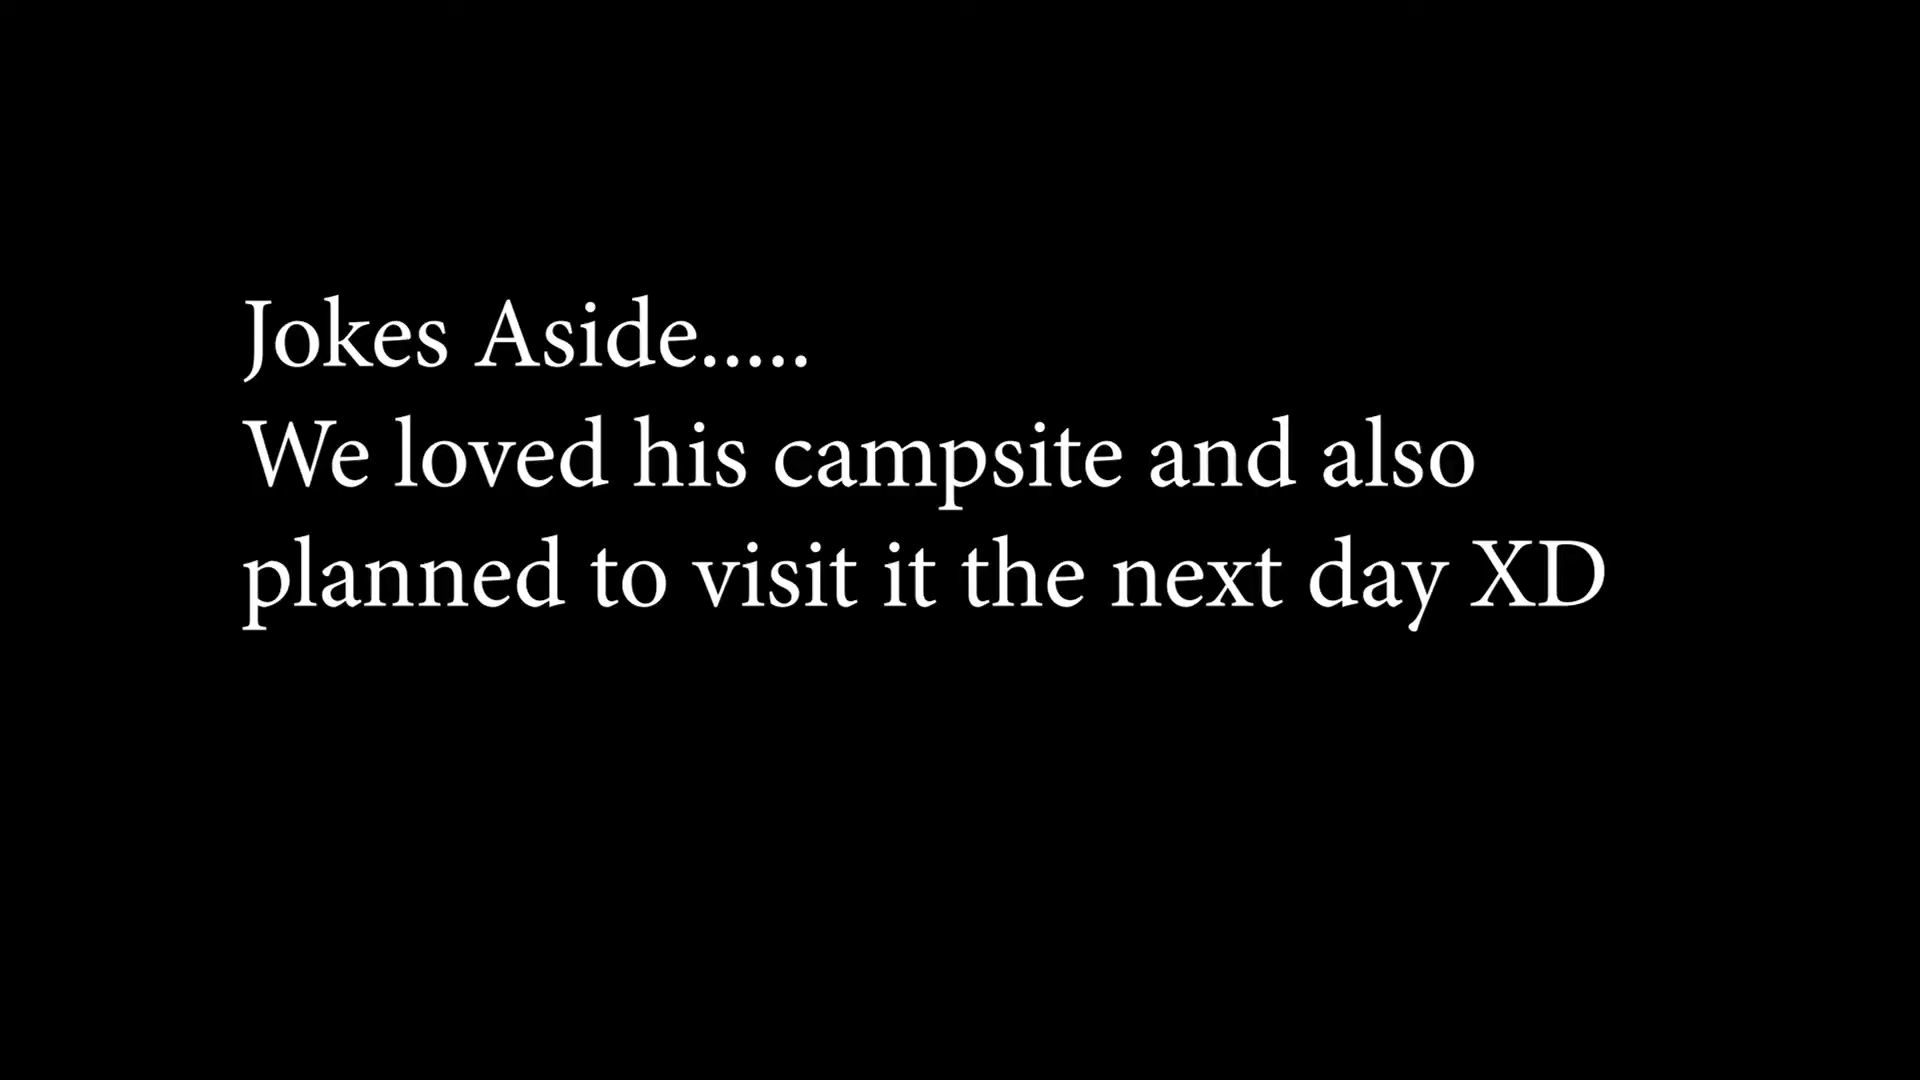 Jokes Aside.....
We loved his campsite and also
planned to visit it the next day XD